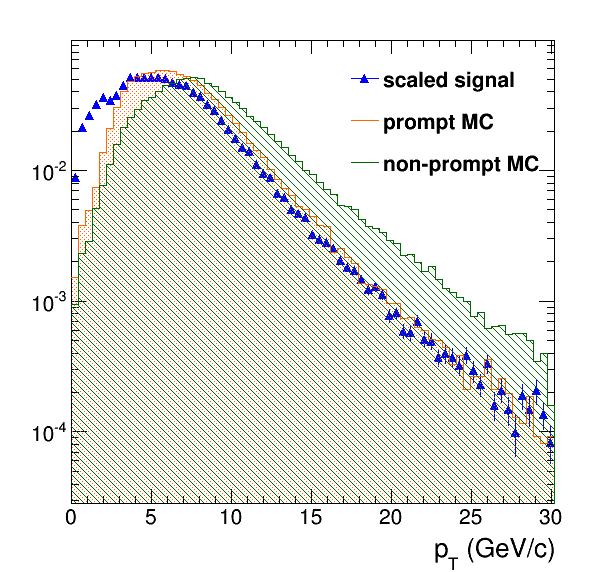 scaled signal
prompt MC
non-prompt MC
10⁻²
10⁻³
10⁻⁴
0 5 10 15 20 25 30
p_T (GeV/c)